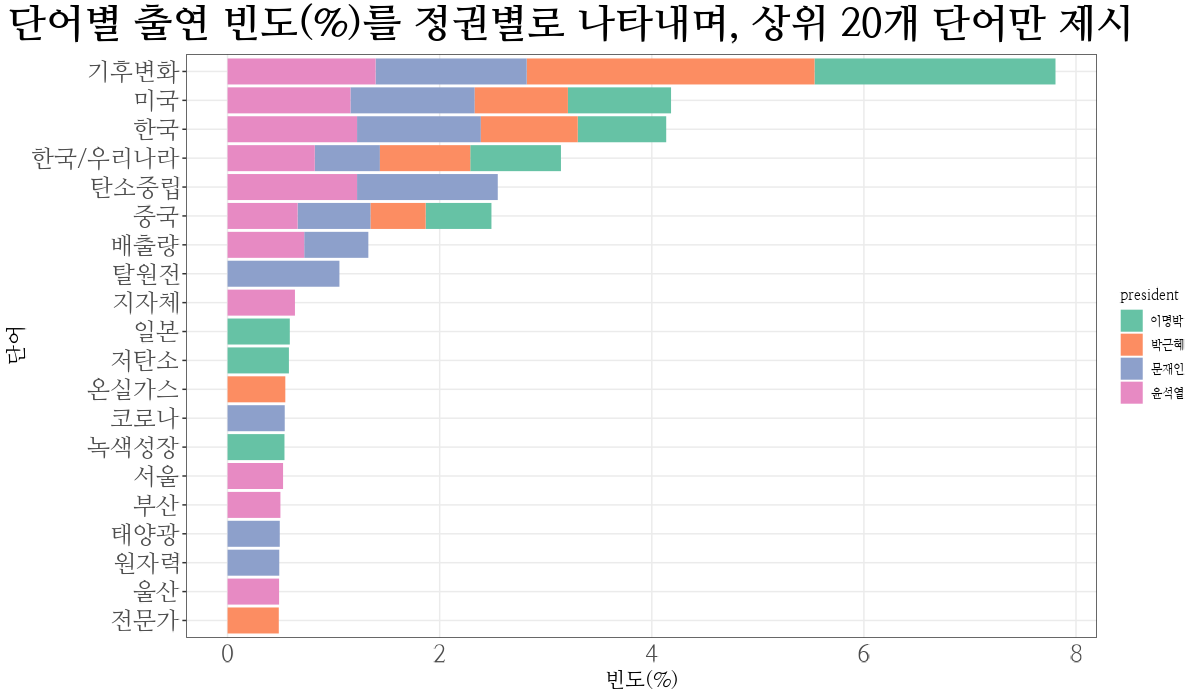 단어별 출연 빈도(%)를 정권별로 나타내며, 상위 20개 단어만 제시
기후변화
미국
한국
한국/우리나라
탄소중립
중국
배출량
탈원전
지자체
일본
저탄소
온실가스
코로나
녹색성장
서울
부산
태양광
원자력
울산
전문가
단어
0 2 4 6 8
빈도(%)
president
이명박
박근혜
문재인
윤석열